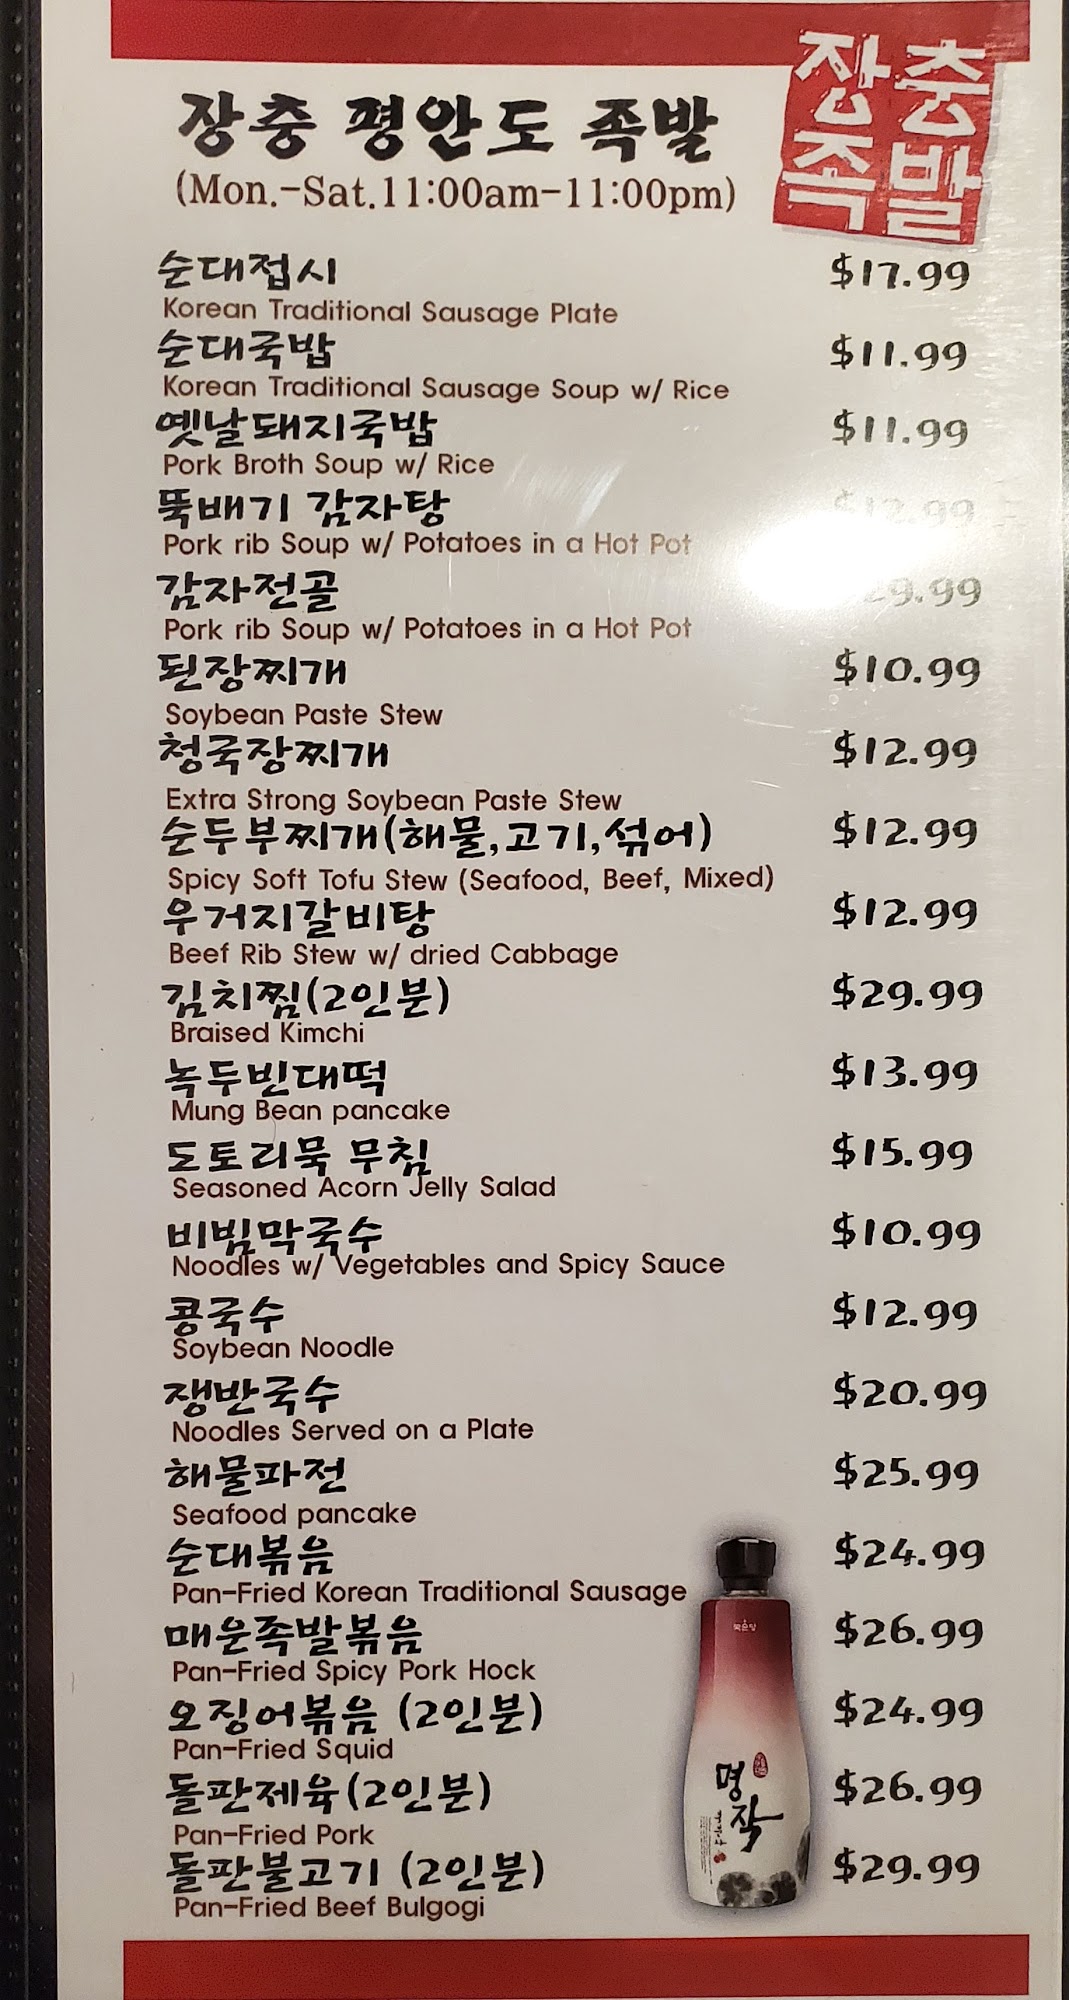 장충 평안도 족발
장충
족발
(Mon.-Sat.11:00am-11:00pm)
순대접시 $17.99
Korean Traditional Sausage Plate
순대국밥 $11.99
Korean Traditional Sausage Soup w/ Rice
옛날돼지국밥 $11.99
Pork Broth Soup w/ Rice
뚝배기 감자탕 $12.99
Pork rib Soup w/ Potatoes in a Hot Pot
감자전골
Pork rib Soup w/ Potatoes in a Hot Pot
된장찌개 $10.99
Soybean Paste Stew
청국장찌개 $12.99
Extra Strong Soybean Paste Stew
순두부찌개(해물,고기,섞어) $12.99
Spicy Soft Tofu Stew (Seafood, Beef, Mixed)
우거지갈비탕 $12.99
Beef Rib Stew w/ dried Cabbage
김치찜(2인분) $29.99
Braised Kimchi
녹두빈대떡 $13.99
Mung Bean pancake
도토리묵 무침 $15.99
Seasoned Acorn Jelly Salad
비빔막국수 $10.99
Noodles w/ Vegetables and Spicy Sauce
콩국수 $12.99
Soybean Noodle
쟁반국수 $20.99
Noodles Served on a Plate
해물파전 $25.99
Seafood pancake
순대볶음 $24.99
Pan-Fried Korean Traditional Sausage
매운족발볶음 $26.99
Pan-Fried Spicy Pork Hock
오징어볶음 (2인분) $24.99
Pan-Fried Squid
돌판제육(2인분) $26.99
Pan-Fried Pork
돌판불고기 (2인분) $29.99
Pan-Fried Beef Bulgogi
명작